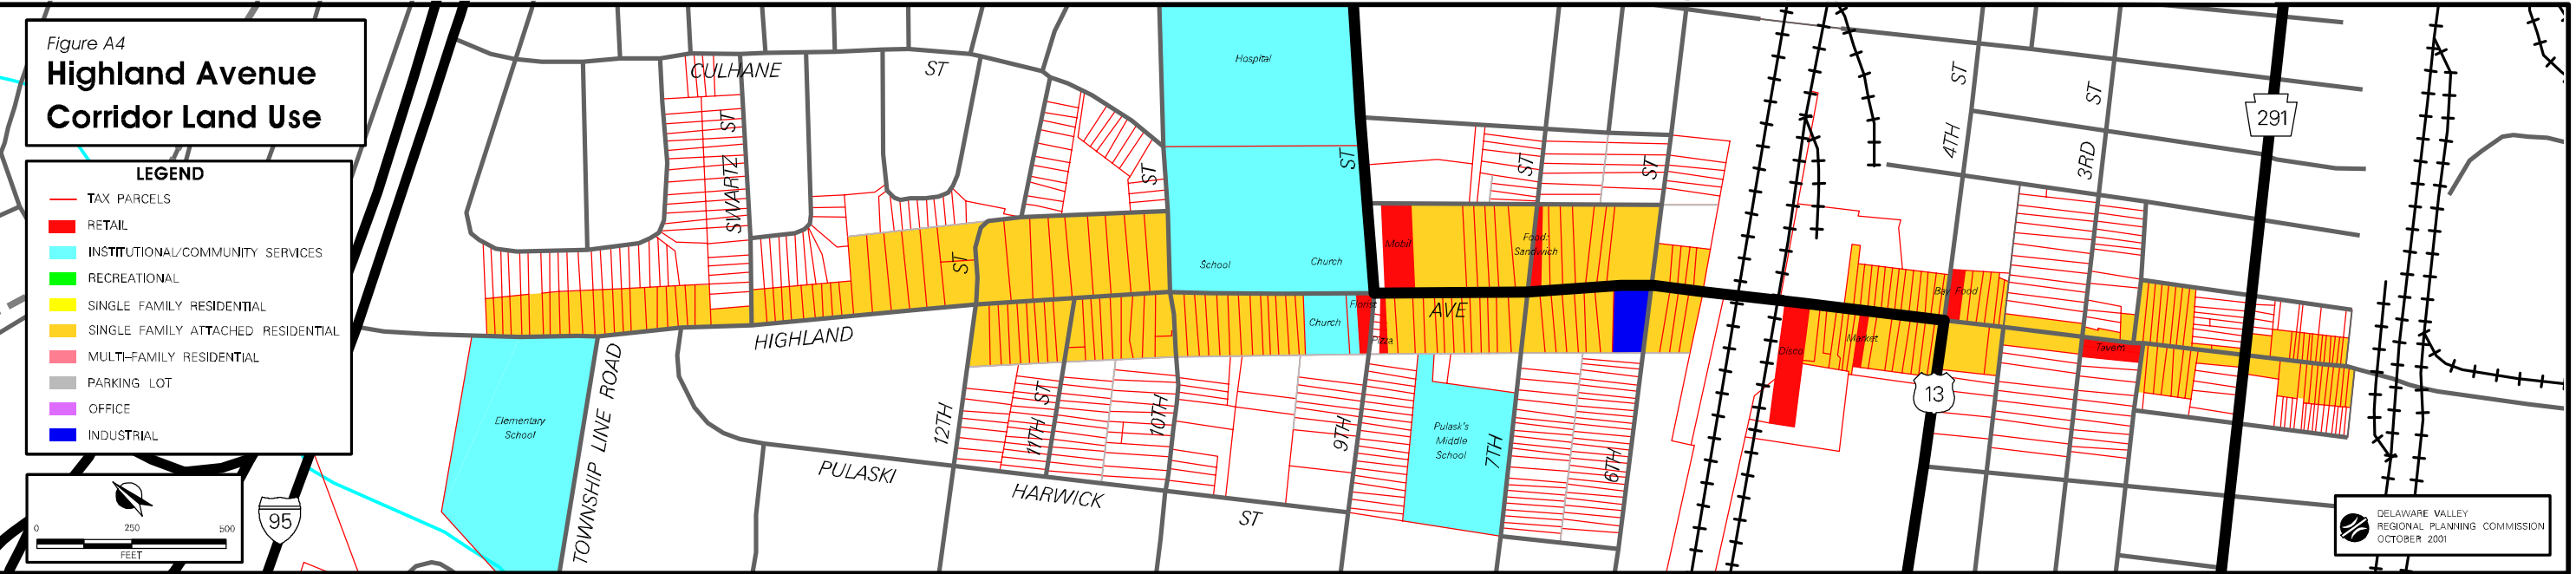 Figure A4
Highland Avenue
Corridor Land Use
LEGEND
TAX PARCELS
RETAIL
INSTITUTIONAL/COMMUNITY SERVICES
RECREATIONAL
SINGLE FAMILY RESIDENTIAL
SINGLE FAMILY ATTACHED RESIDENTIAL
MULTI-FAMILY RESIDENTIAL
PARKING LOT
OFFICE
INDUSTRIAL
0 250 500
FEET
95
CULHANE ST
SWARTZ ST
ST
ST
ST
ST
ST
HIGHLAND AVE
TOWNSHIP LINE ROAD
Elementary
School
PULASKI
HARWICK ST
12TH
11TH ST
10TH
9TH
7TH
6TH
Hospital
School
Church
Church
Florist
Pizza
Mobil
Food:
Sandwich
Pulaski's
Middle
School
Disco
Market
Bay Food
Tavern
4TH ST
3RD ST
13
291
DELAWARE VALLEY
REGIONAL PLANNING COMMISSION
OCTOBER 2001